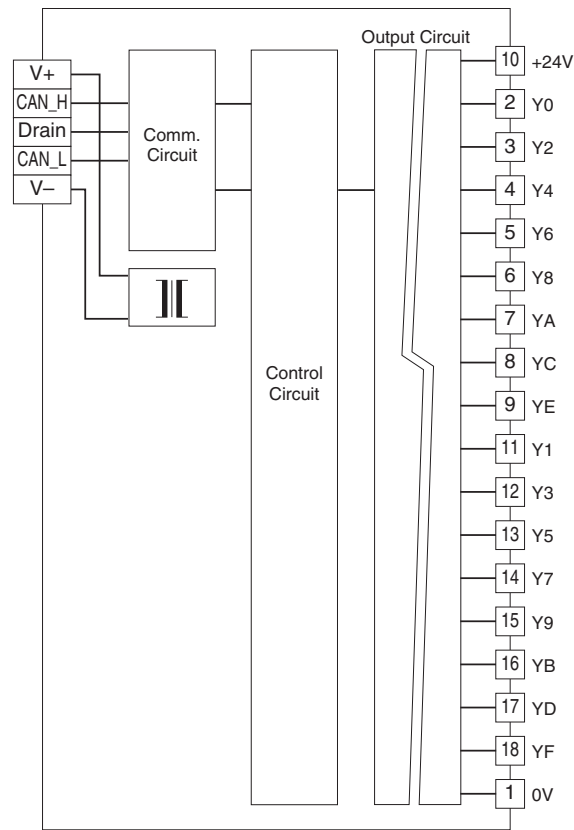 Output Circuit
V+
CAN_H
Drain
CAN_L
V–
Comm.
Circuit
Control
Circuit
10 +24V
2 Y0
3 Y2
4 Y4
5 Y6
6 Y8
7 YA
8 YC
9 YE
11 Y1
12 Y3
13 Y5
14 Y7
15 Y9
16 YB
17 YD
18 YF
1 0V